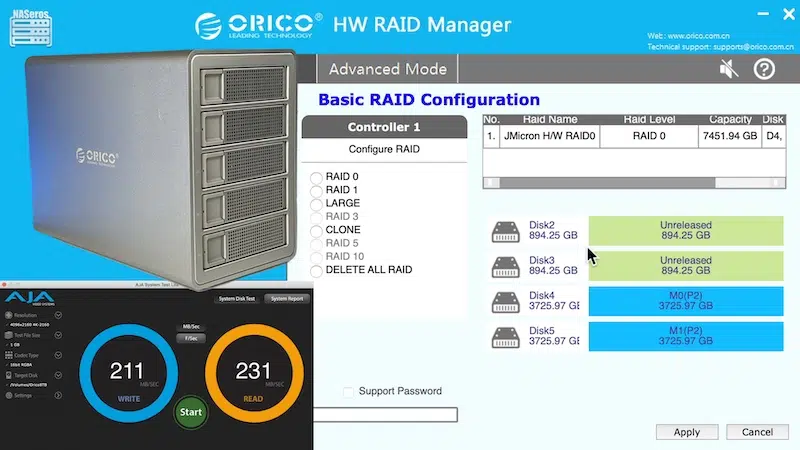 NASeros
ORICO
LEADING TECHNOLOGY
HW RAID Manager
Web: www.orico.com.cn
Technical support: supports@orico.com.cn
Advanced Mode
Basic RAID Configuration
Controller 1
Configure RAID
RAID 0
RAID 1
LARGE
RAID 3
CLONE
RAID 5
RAID 10
DELETE ALL RAID
No. Raid Name Raid Level Capacity Disk
1. JMicron H/W RAID0 RAID 0 7451.94 GB D4,
Disk2
894.25 GB
Unreleased
894.25 GB
Disk3
894.25 GB
Unreleased
894.25 GB
Disk4
3725.97 GB
M0(P2)
3725.97 GB
Disk5
3725.97 GB
M1(P2)
3725.97 GB
Support Password
Apply
Cancel
ORICO
AJA System Test Lite
AJA
VIDEO SYSTEMS
System Disk Test
System Report
Resolution
4096x2160 4K-2160
Test File Size
1 GB
Codec Type
16bit RGBA
Target Disk
/Volumes/Orico8TB
Settings
MB/Sec
F/Sec
211
MB/SEC
WRITE
231
MB/SEC
READ
Start